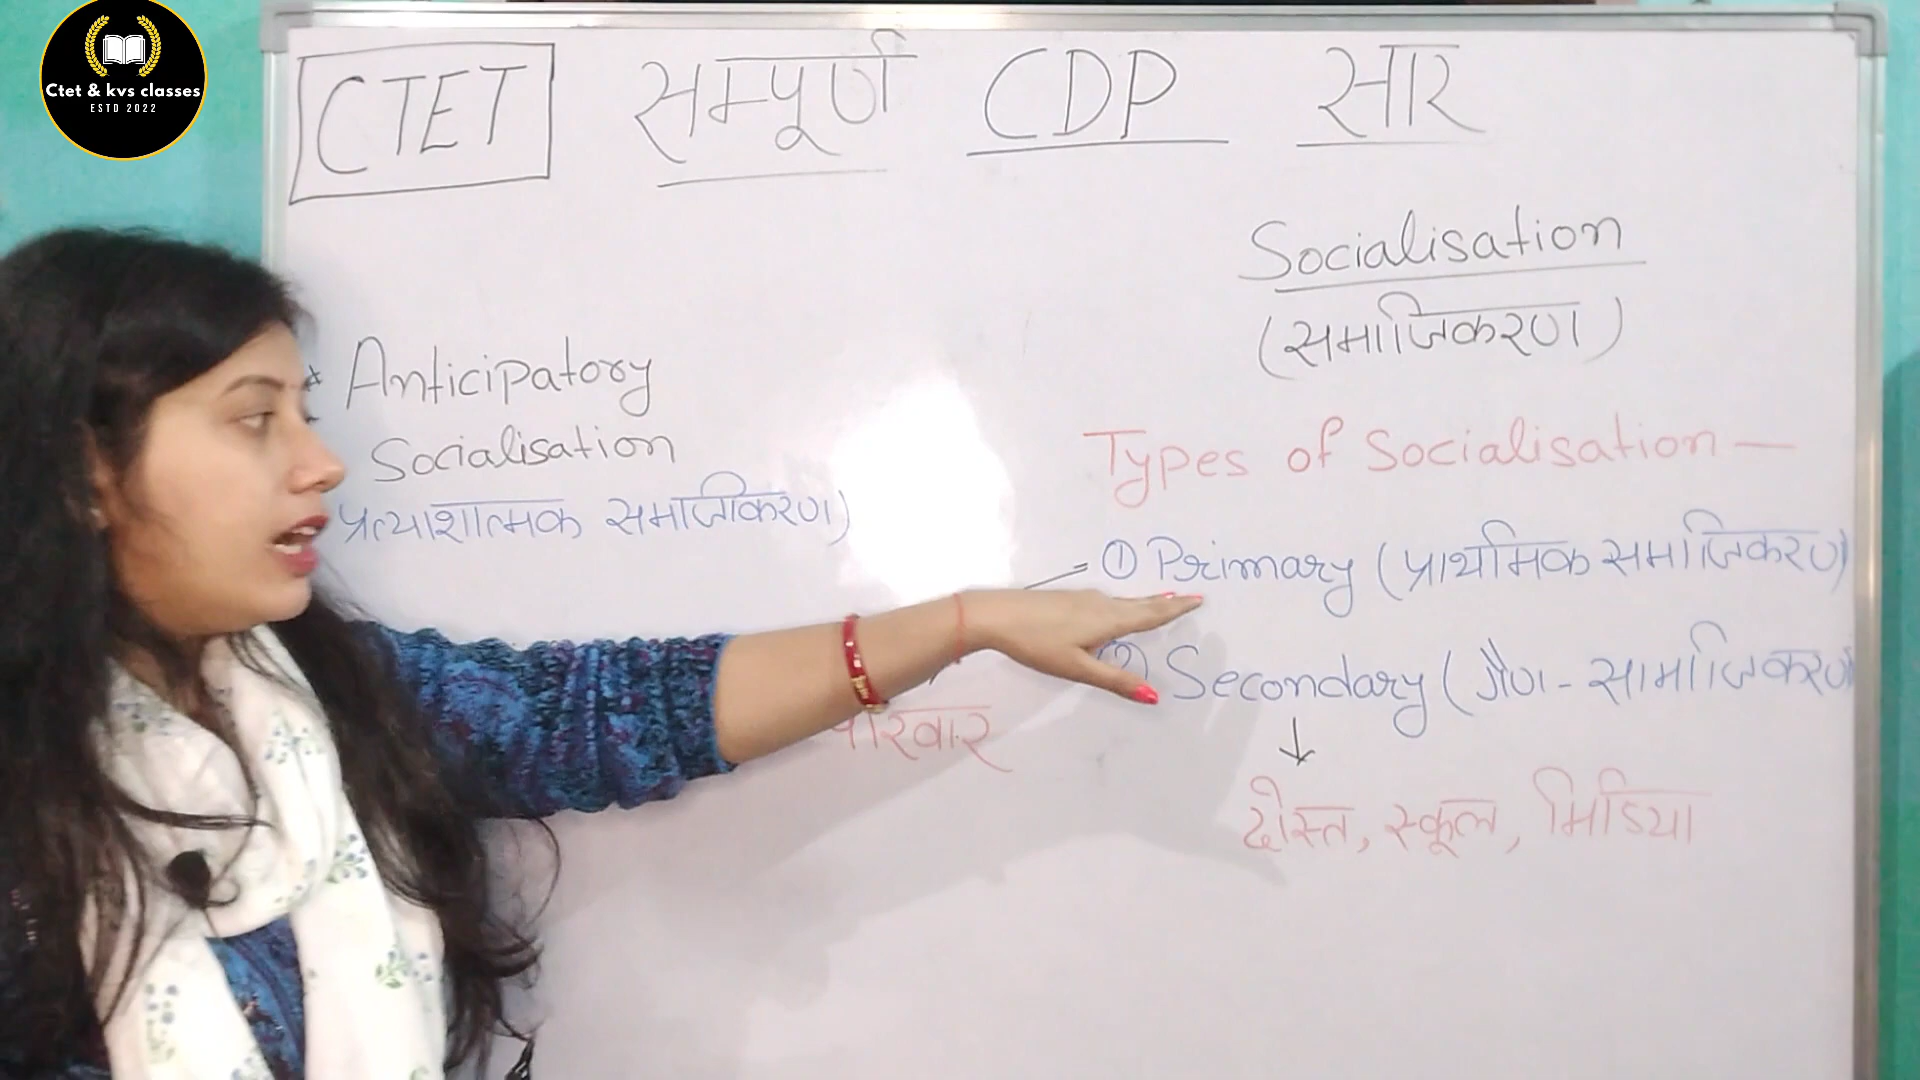 Ctet & kvs classes
ESTD 2022
CTET सम्पूर्ण CDP सार
Socialisation
(समाजिकरण)
* Anticipatory
Socialisation
प्रत्याशात्मक समाजीकरण)
Types of Socialisation —
① Primary (प्राथमिक समाजिकरण)
② Secondary (गौण - सामाजिकरण
परिवार
↓
दोस्त, स्कूल, मिडिया